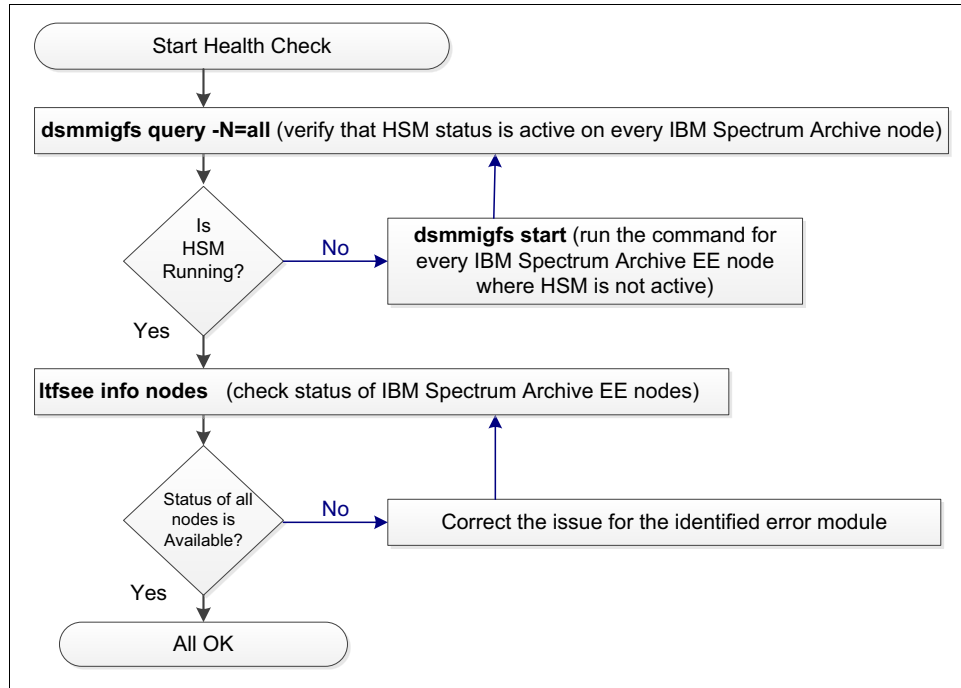 Start Health Check
dsmmigfs query -N=all (verify that HSM status is active on every IBM Spectrum Archive node)
Is
HSM
Running?
No
dsmmigfs start (run the command for
every IBM Spectrum Archive EE node
where HSM is not active)
Yes
ltfsee info nodes (check status of IBM Spectrum Archive EE nodes)
Status of all
nodes is
Available?
No
Correct the issue for the identified error module
Yes
All OK